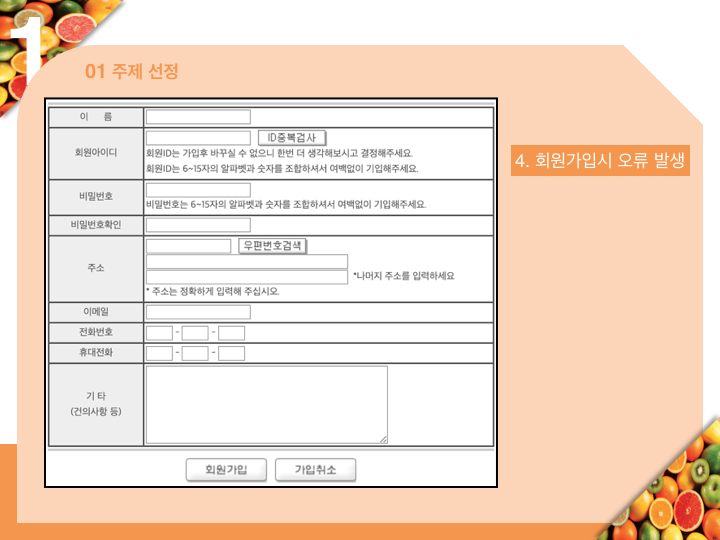 1
01 주제 선정
이 름
회원아이디
ID중복검사
회원ID는 가입후 바꾸실 수 없으니 한번 더 생각해보시고 결정해주세요.
회원ID는 6~15자의 알파벳과 숫자를 조합하셔서 여백없이 기입해주세요.
비밀번호
비밀번호는 6~15자의 알파벳과 숫자를 조합하셔서 여백없이 기입해주세요.
비밀번호확인
주소
우편번호검색
*나머지 주소를 입력하세요
* 주소는 정확하게 입력해 주십시오.
이메일
전화번호
- -
휴대전화
- -
기 타
(건의사항 등)
회원가입 가입취소
4. 회원가입시 오류 발생